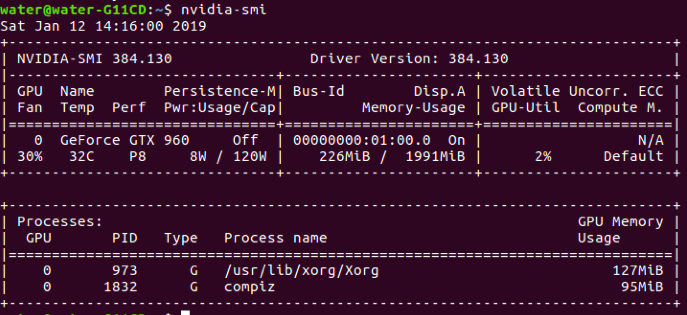 water@water-G11CD:~$ nvidia-smi
Sat Jan 12 14:16:00 2019
+-----------------------------------------------------------------------------+
| NVIDIA-SMI 384.130                Driver Version: 384.130                   |
|-------------------------------+----------------------+----------------------+
| GPU  Name        Persistence-M| Bus-Id        Disp.A | Volatile Uncorr. ECC |
| Fan  Temp  Perf  Pwr:Usage/Cap|         Memory-Usage | GPU-Util  Compute M. |
|===============================+======================+======================|
|   0  GeForce GTX 960     Off  | 00000000:01:00.0  On |                  N/A |
| 30%   32C    P8     8W / 120W |    226MiB /  1991MiB |      2%      Default |
+-------------------------------+----------------------+----------------------+
+-----------------------------------------------------------------------------+
| Processes:                                                       GPU Memory |
|  GPU       PID   Type   Process name                             Usage      |
|=============================================================================|
|    0       973      G   /usr/lib/xorg/Xorg                           127MiB |
|    0      1832      G   compiz                                        95MiB |
+-----------------------------------------------------------------------------+